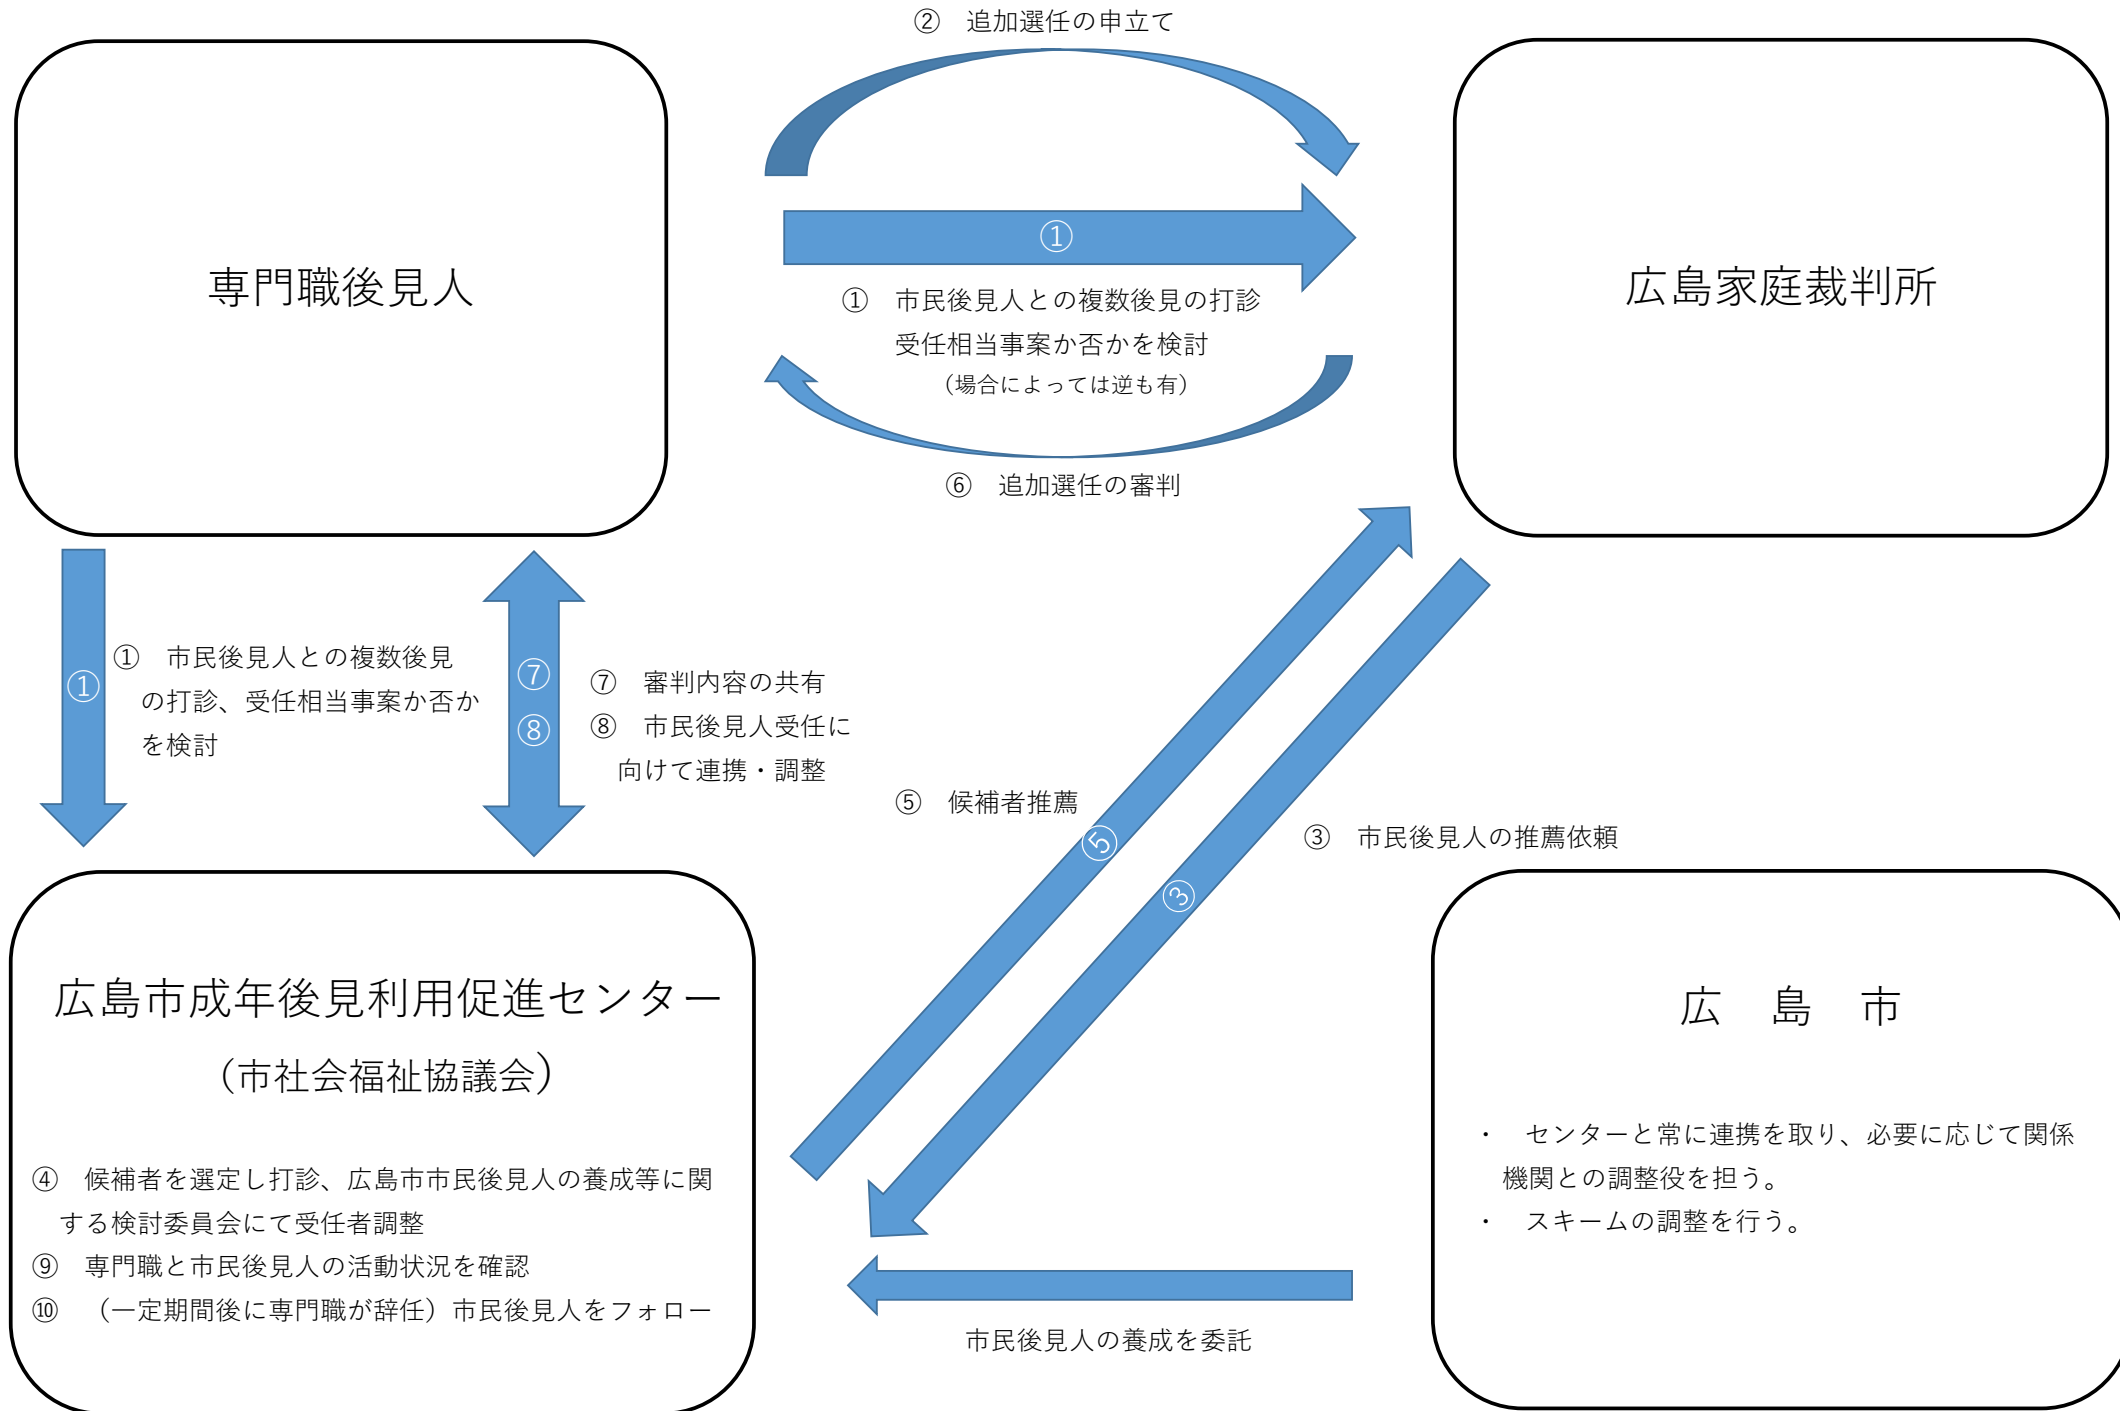 ② 追加選任の申立て
専門職後見人
①
① 市民後見人との複数後見の打診
受任相当事案か否かを検討
（場合によっては逆も有）
広島家庭裁判所
⑥ 追加選任の審判
①
① 市民後見人との複数後見
の打診、受任相当事案か否か
を検討
⑦
⑧
⑦ 審判内容の共有
⑧ 市民後見人受任に
向けて連携・調整
⑤ 候補者推薦
⑤
③
③ 市民後見人の推薦依頼
広島市成年後見利用促進センター
（市社会福祉協議会）
④ 候補者を選定し打診、広島市市民後見人の養成等に関
する検討委員会にて受任者調整
⑨ 専門職と市民後見人の活動状況を確認
⑩ （一定期間後に専門職が辞任）市民後見人をフォロー
広 島 市
・ センターと常に連携を取り、必要に応じて関係
機関との調整役を担う。
・ スキームの調整を行う。
市民後見人の養成を委託